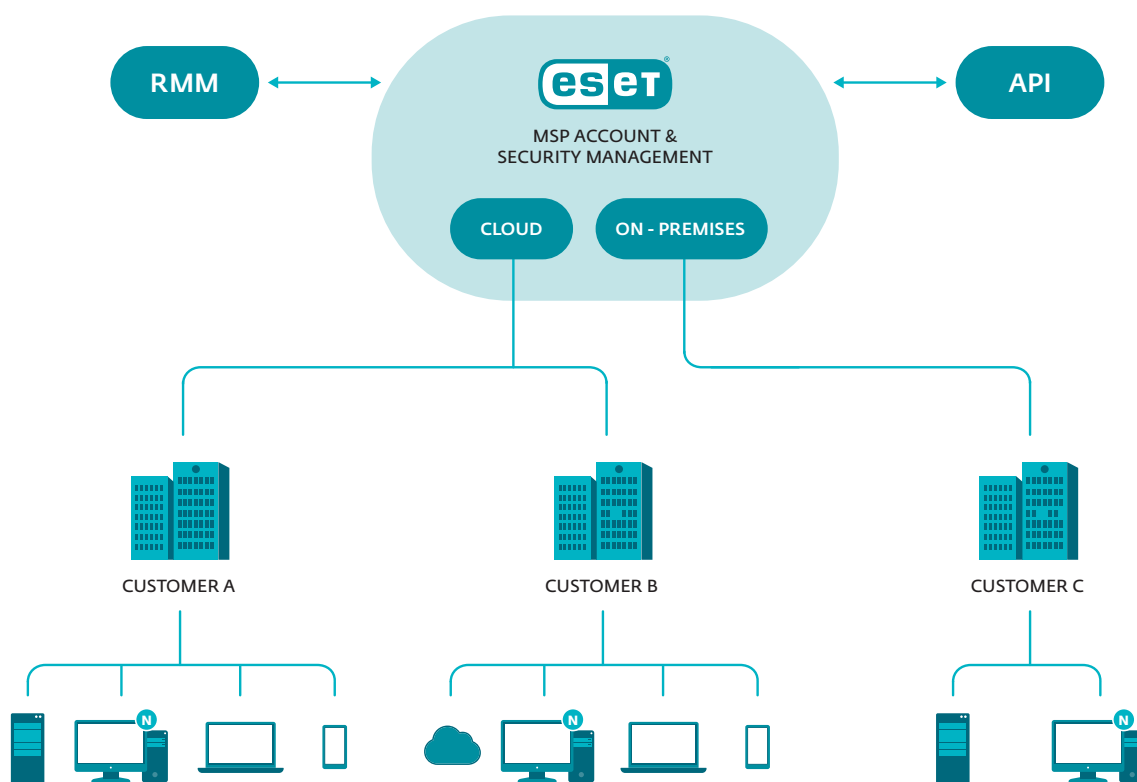 RMM
eset®
API
MSP ACCOUNT &
SECURITY MANAGEMENT
CLOUD
ON - PREMISES
CUSTOMER A
CUSTOMER B
CUSTOMER C
N
N
N